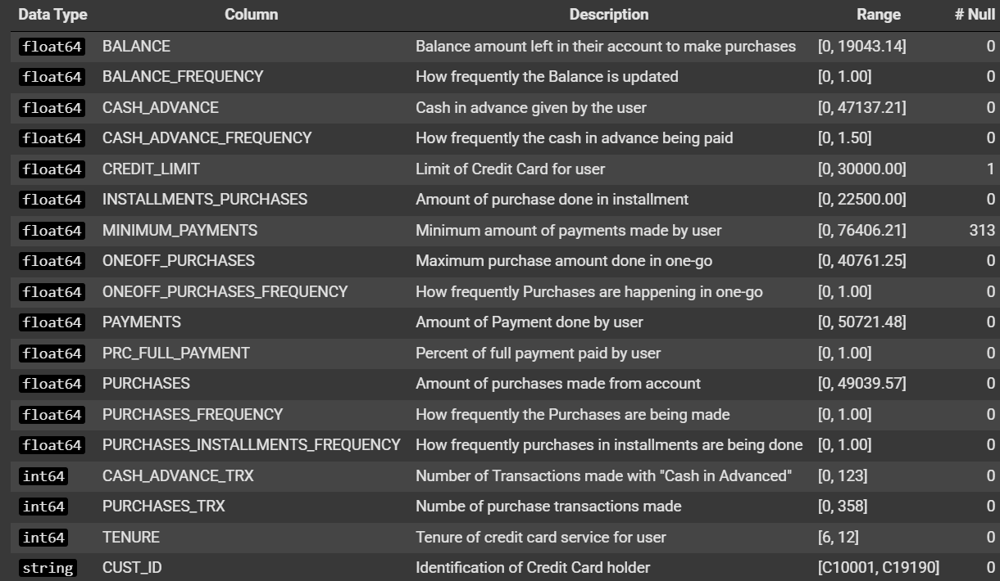 Data Type Column Description Range # Null
float64 BALANCE Balance amount left in their account to make purchases [0, 19043.14] 0
float64 BALANCE_FREQUENCY How frequently the Balance is updated [0, 1.00] 0
float64 CASH_ADVANCE Cash in advance given by the user [0, 47137.21] 0
float64 CASH_ADVANCE_FREQUENCY How frequently the cash in advance being paid [0, 1.50] 0
float64 CREDIT_LIMIT Limit of Credit Card for user [0, 30000.00] 1
float64 INSTALLMENTS_PURCHASES Amount of purchase done in installment [0, 22500.00] 0
float64 MINIMUM_PAYMENTS Minimum amount of payments made by user [0, 76406.21] 313
float64 ONEOFF_PURCHASES Maximum purchase amount done in one-go [0, 40761.25] 0
float64 ONEOFF_PURCHASES_FREQUENCY How frequently Purchases are happening in one-go [0, 1.00] 0
float64 PAYMENTS Amount of Payment done by user [0, 50721.48] 0
float64 PRC_FULL_PAYMENT Percent of full payment paid by user [0, 1.00] 0
float64 PURCHASES Amount of purchases made from account [0, 49039.57] 0
float64 PURCHASES_FREQUENCY How frequently the Purchases are being made [0, 1.00] 0
float64 PURCHASES_INSTALLMENTS_FREQUENCY How frequently purchases in installments are being done [0, 1.00] 0
int64 CASH_ADVANCE_TRX Number of Transactions made with "Cash in Advanced" [0, 123] 0
int64 PURCHASES_TRX Numbe of purchase transactions made [0, 358] 0
int64 TENURE Tenure of credit card service for user [6, 12] 0
string CUST_ID Identification of Credit Card holder [C10001, C19190] 0